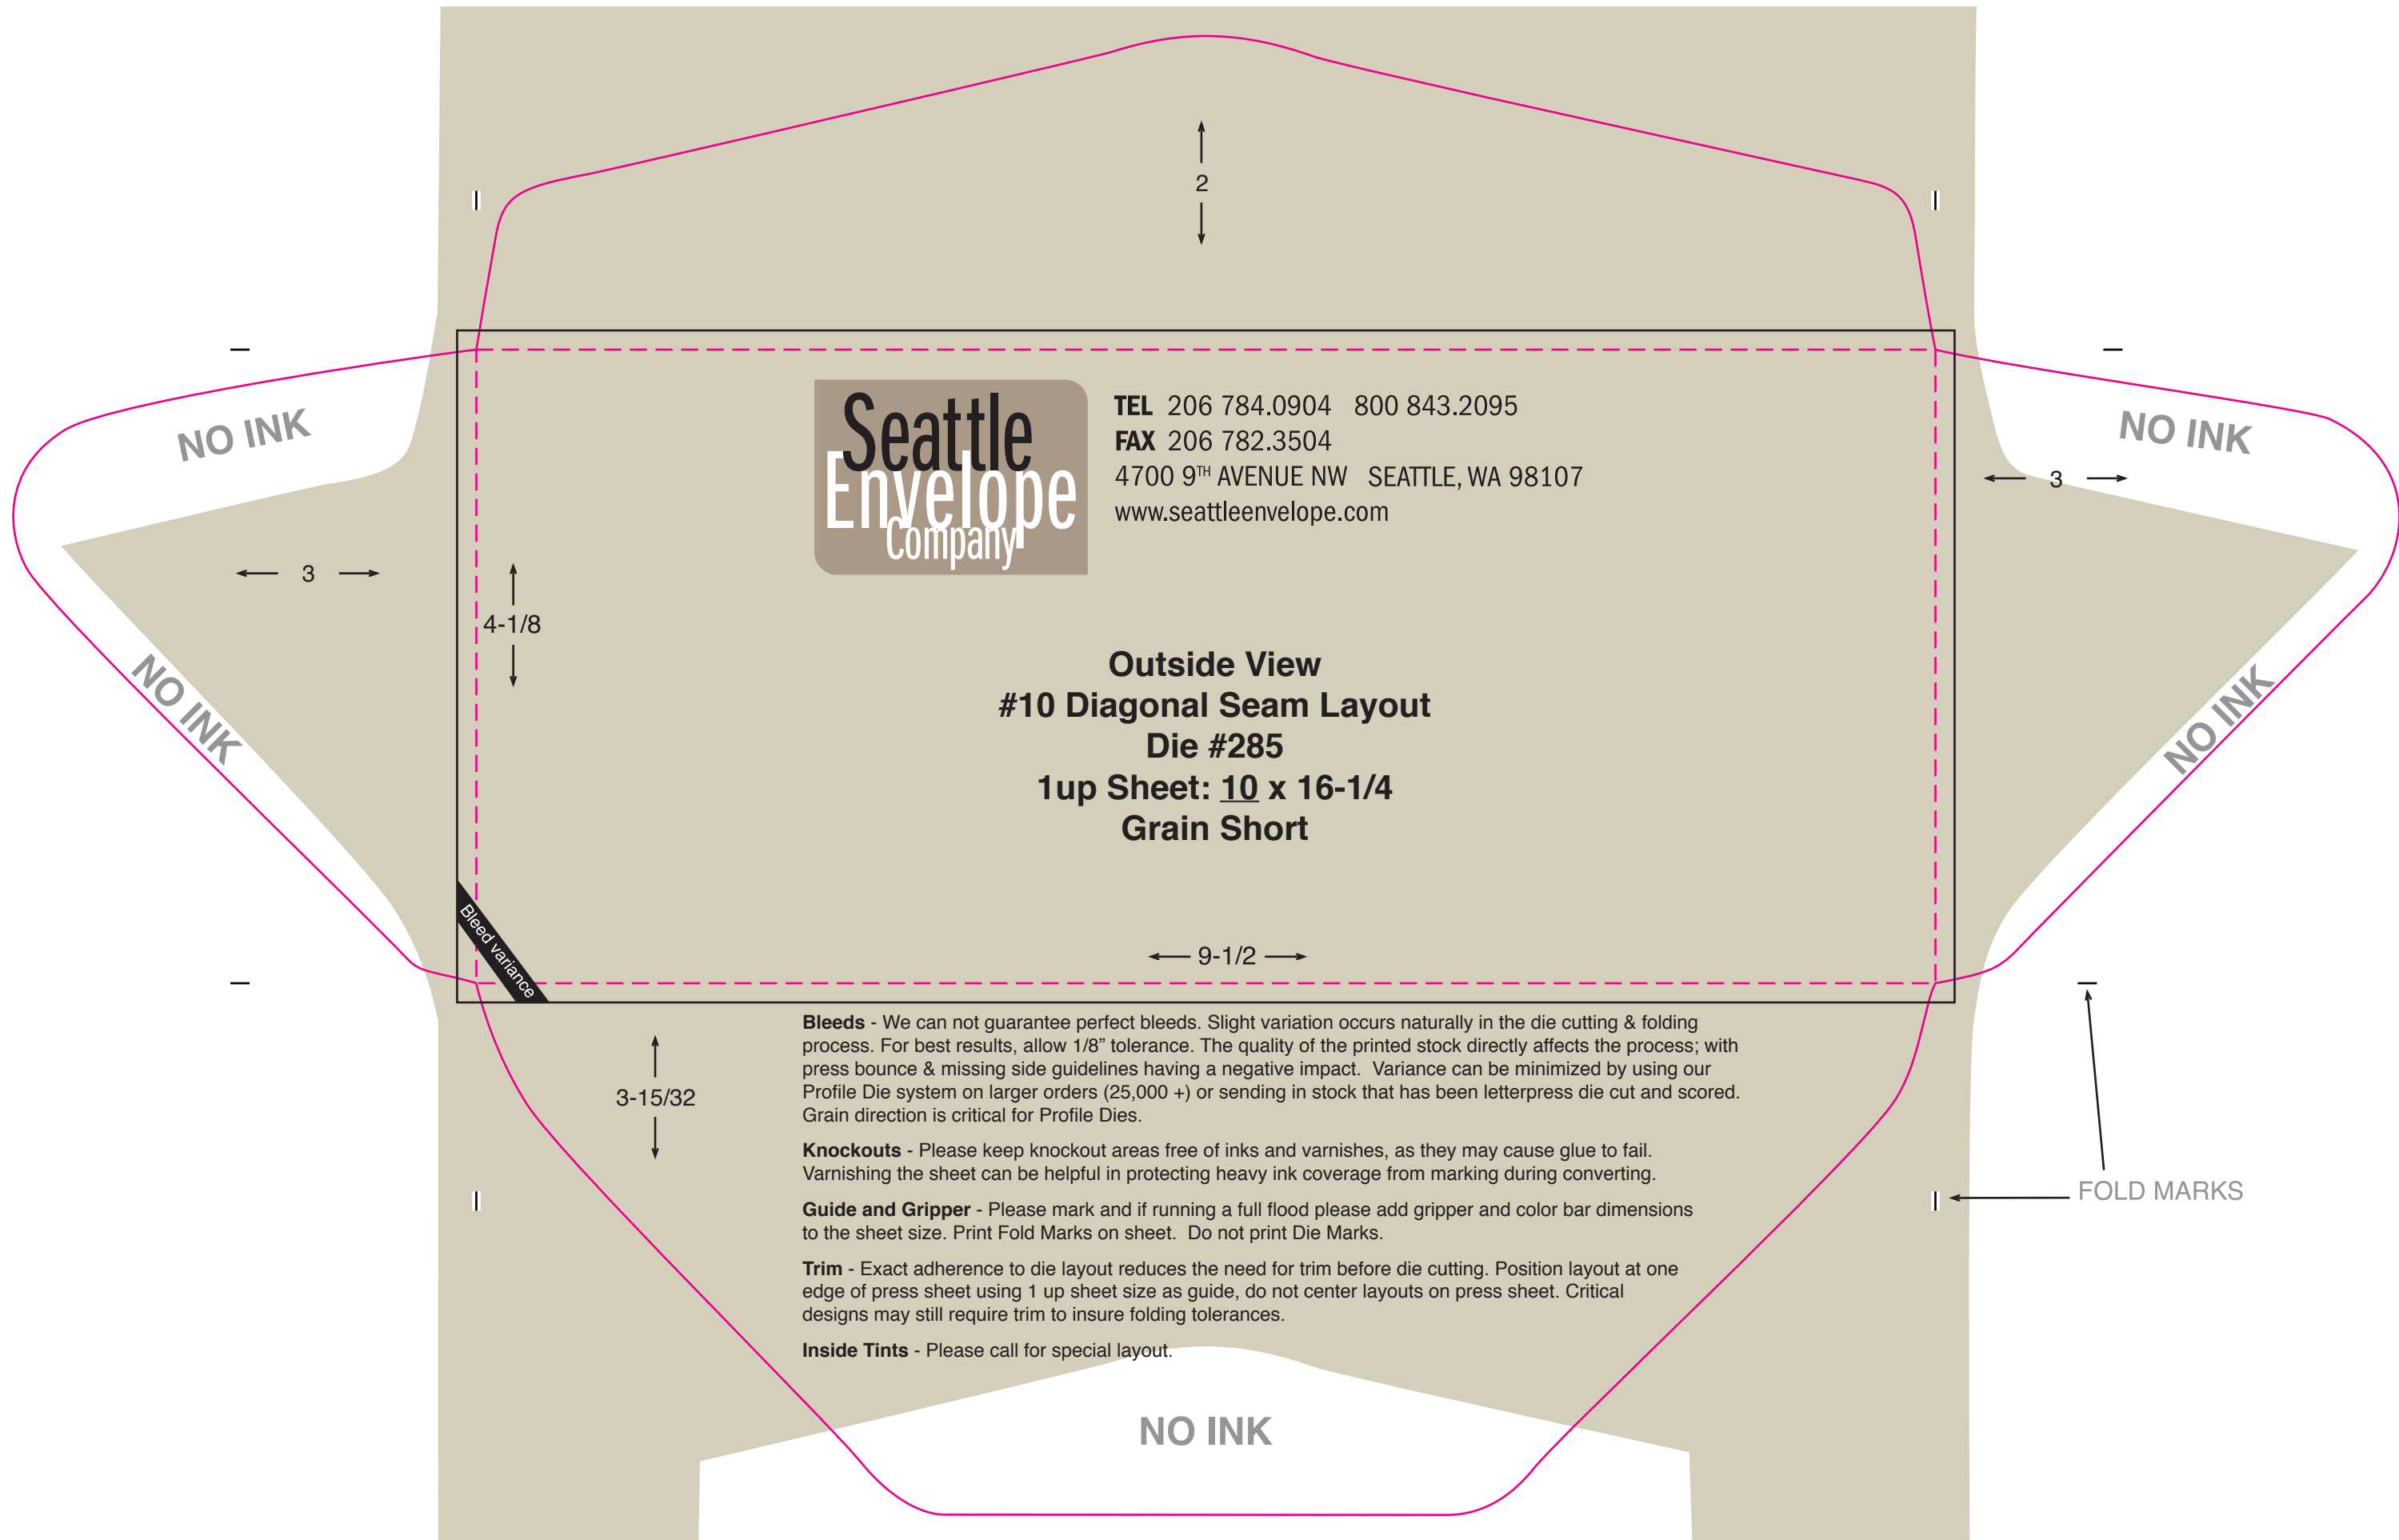 2
NO INK
NO INK
Seattle
Envelope
Company
TEL 206 784.0904 800 843.2095
FAX 206 782.3504
4700 9TH AVENUE NW SEATTLE, WA 98107
www.seattleenvelope.com
3
3
4-1/8
NO INK
NO INK
Outside View
#10 Diagonal Seam Layout
Die #285
1up Sheet: 10 x 16-1/4
Grain Short
Bleed variance
9-1/2
3-15/32
Bleeds - We can not guarantee perfect bleeds. Slight variation occurs naturally in the die cutting & folding
process. For best results, allow 1/8” tolerance. The quality of the printed stock directly affects the process; with
press bounce & missing side guidelines having a negative impact.  Variance can be minimized by using our
Profile Die system on larger orders (25,000 +) or sending in stock that has been letterpress die cut and scored.
Grain direction is critical for Profile Dies.
Knockouts - Please keep knockout areas free of inks and varnishes, as they may cause glue to fail.
Varnishing the sheet can be helpful in protecting heavy ink coverage from marking during converting.
Guide and Gripper - Please mark and if running a full flood please add gripper and color bar dimensions
to the sheet size. Print Fold Marks on sheet.  Do not print Die Marks.
Trim - Exact adherence to die layout reduces the need for trim before die cutting. Position layout at one
edge of press sheet using 1 up sheet size as guide, do not center layouts on press sheet. Critical
designs may still require trim to insure folding tolerances.
Inside Tints - Please call for special layout.
FOLD MARKS
NO INK